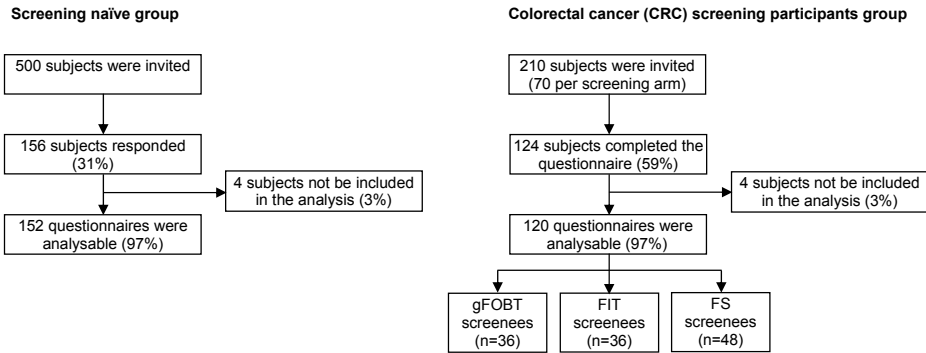 Screening naïve group
500 subjects were invited
156 subjects responded
(31%)
4 subjects not be included
in the analysis (3%)
152 questionnaires were
analysable (97%)
Colorectal cancer (CRC) screening participants group
210 subjects were invited
(70 per screening arm)
124 subjects completed the
questionnaire (59%)
4 subjects not be included
in the analysis (3%)
120 questionnaires were
analysable (97%)
gFOBT
screenees
(n=36)
FIT
screenees
(n=36)
FS
screenees
(n=48)